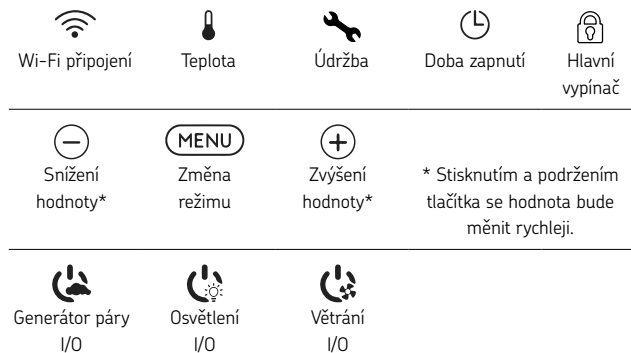 Wi-Fi připojení
Teplota
Údržba
Doba zapnutí
Hlavní
vypínač
MENU
Snížení
hodnoty*
Změna
režimu
Zvýšení
hodnoty*
* Stisknutím a podržením
tlačítka se hodnota bude
měnit rychleji.
Generátor páry
I/O
Osvětlení
I/O
Větrání
I/O